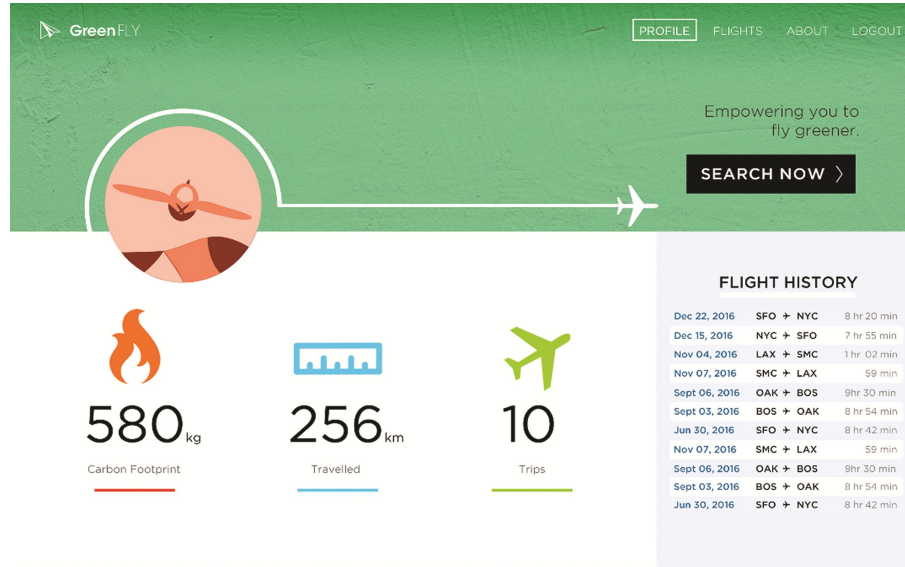 GreenFLY
PROFILE FLIGHTS ABOUT LOGOUT
Empowering you to
fly greener.
SEARCH NOW
580 kg
Carbon Footprint
256 km
Travelled
10
Trips
FLIGHT HISTORY
Dec 22, 2016 SFO NYC 8 hr 20 min
Dec 15, 2016 NYC SFO 7 hr 55 min
Nov 04, 2016 LAX SMC 1 hr 02 min
Nov 07, 2016 SMC LAX 59 min
Sept 06, 2016 OAK BOS 9hr 30 min
Sept 03, 2016 BOS OAK 8 hr 54 min
Jun 30, 2016 SFO NYC 8 hr 42 min
Nov 07, 2016 SMC LAX 59 min
Sept 06, 2016 OAK BOS 9hr 30 min
Sept 03, 2016 BOS OAK 8 hr 54 min
Jun 30, 2016 SFO NYC 8 hr 42 min